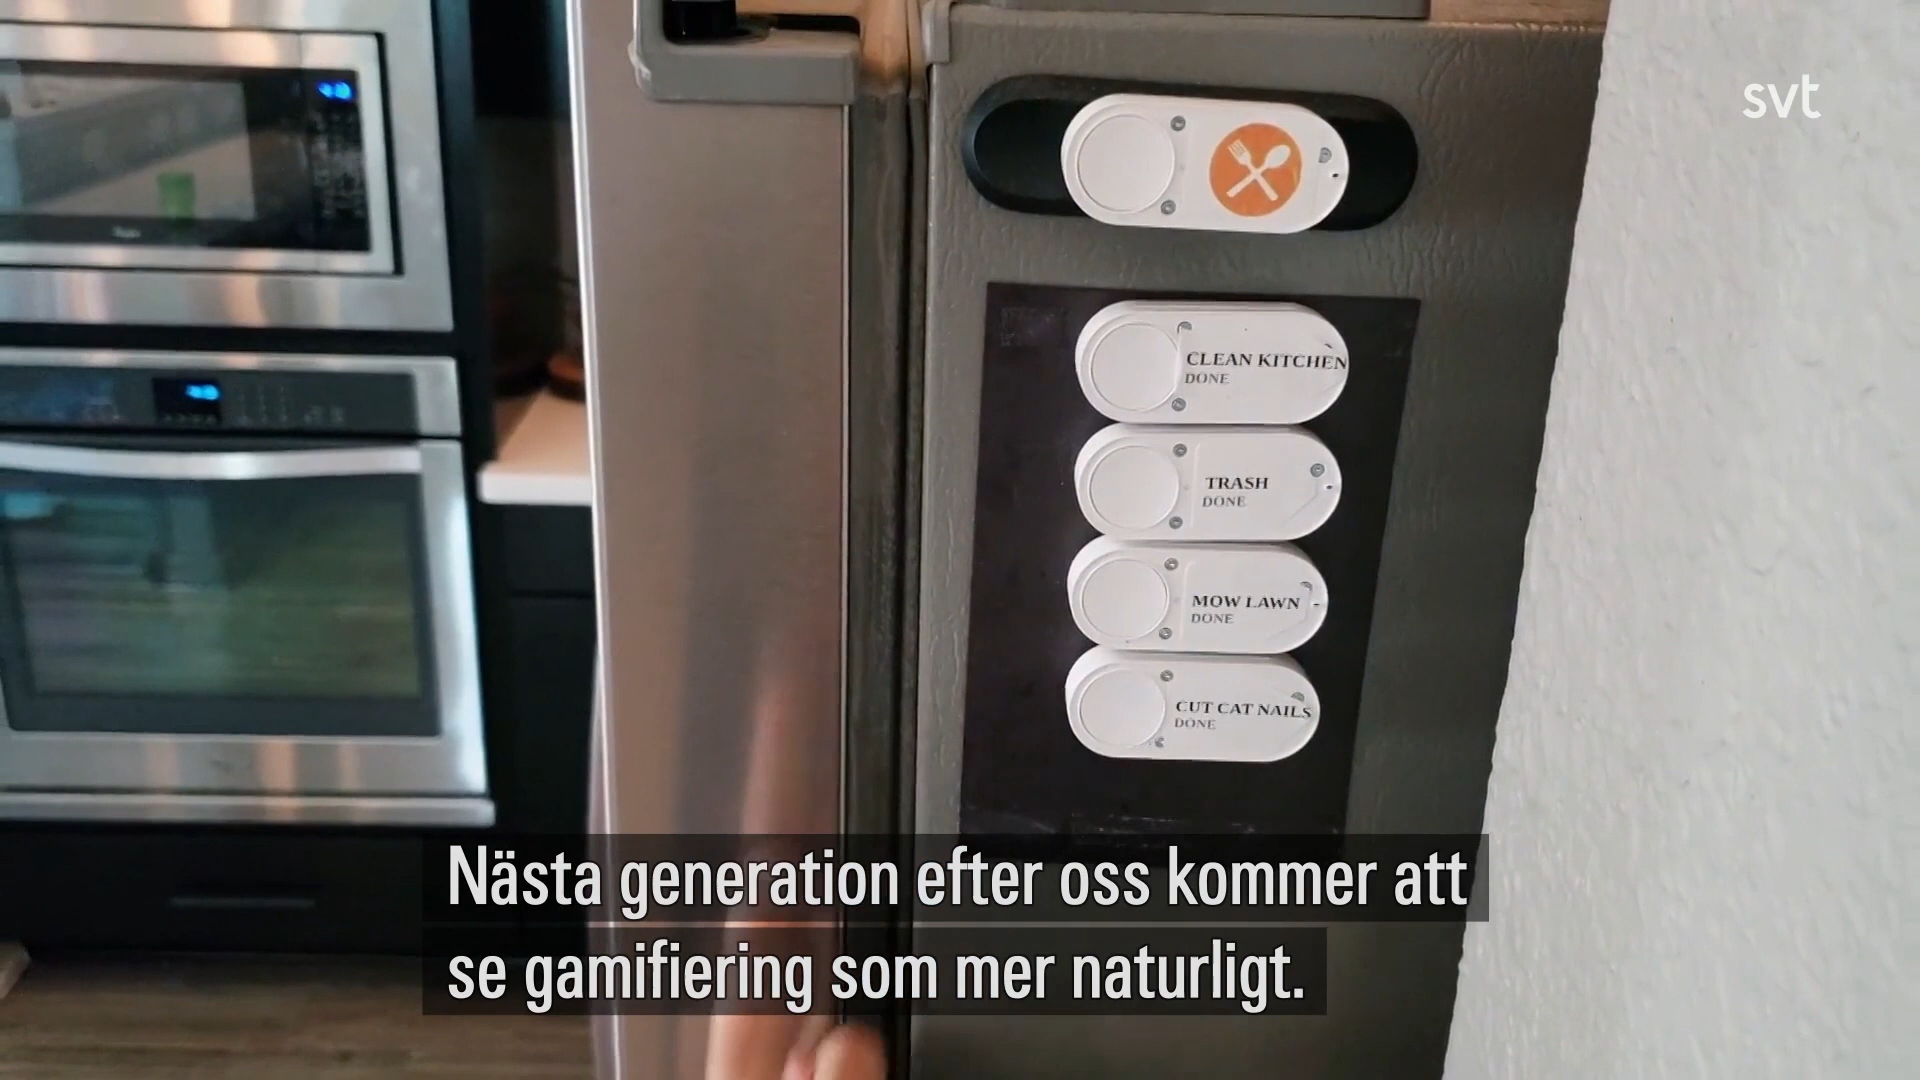 svt
CLEAN KITCHEN
DONE
TRASH
DONE
MOW LAWN
DONE
CUT CAT NAILS
DONE
Nästa generation efter oss kommer att
se gamifiering som mer naturligt.